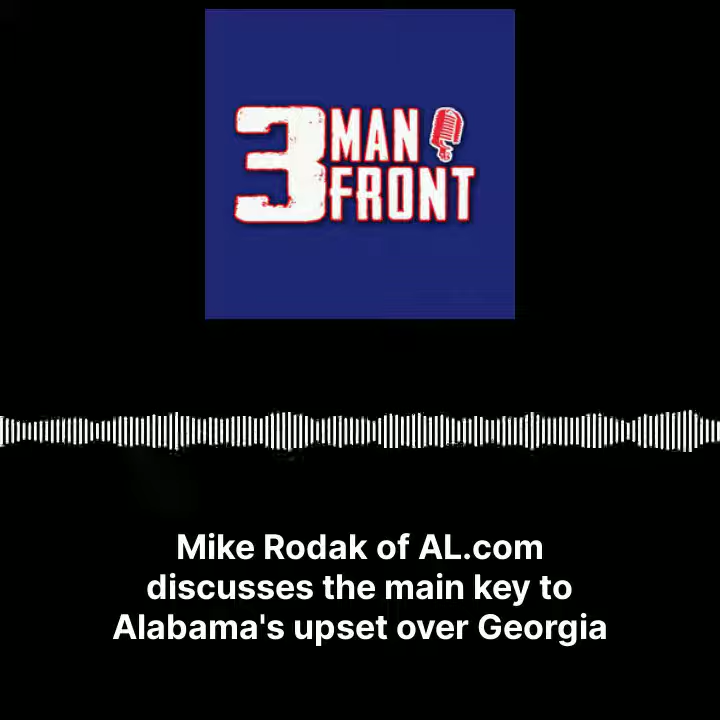 3 MAN
FRONT
Mike Rodak of AL.com
discusses the main key to
Alabama's upset over Georgia